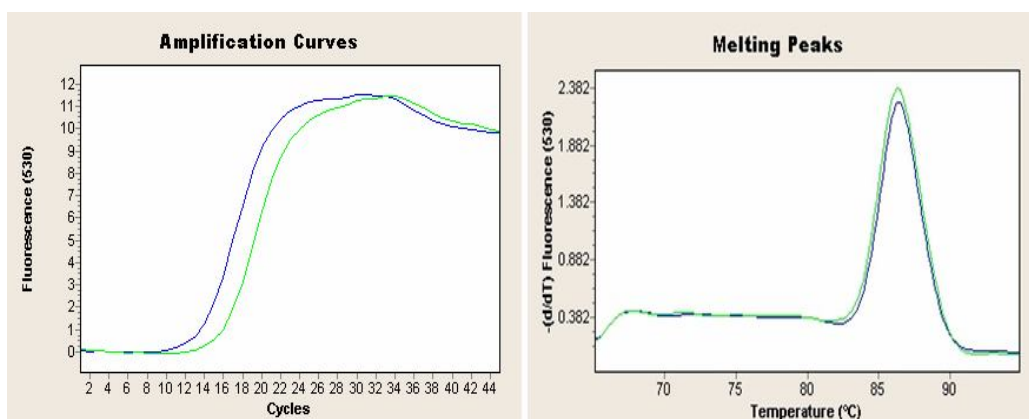 Amplification Curves
Fluorescence (530)
12
11
10
9
8
7
6
5
4
3
2
1
0
2 4 6 8 10 12 14 16 18 20 22 24 26 28 30 32 34 36 38 40 42 44
Cycles
Melting Peaks
-(d/dT) Fluorescence (530)
2.382
1.882
1.382
0.882
0.382
70 75 80 85 90
Temperature (ºC)